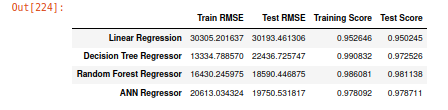 Out[224]:
Train RMSE Test RMSE Training Score Test Score
Linear Regression 30305.201637 30193.461306 0.952646 0.950245
Decision Tree Regressor 13334.788570 22436.725747 0.990832 0.972526
Random Forest Regressor 16430.245975 18590.446875 0.986081 0.981138
ANN Regressor 20613.034324 19750.531817 0.978092 0.978711